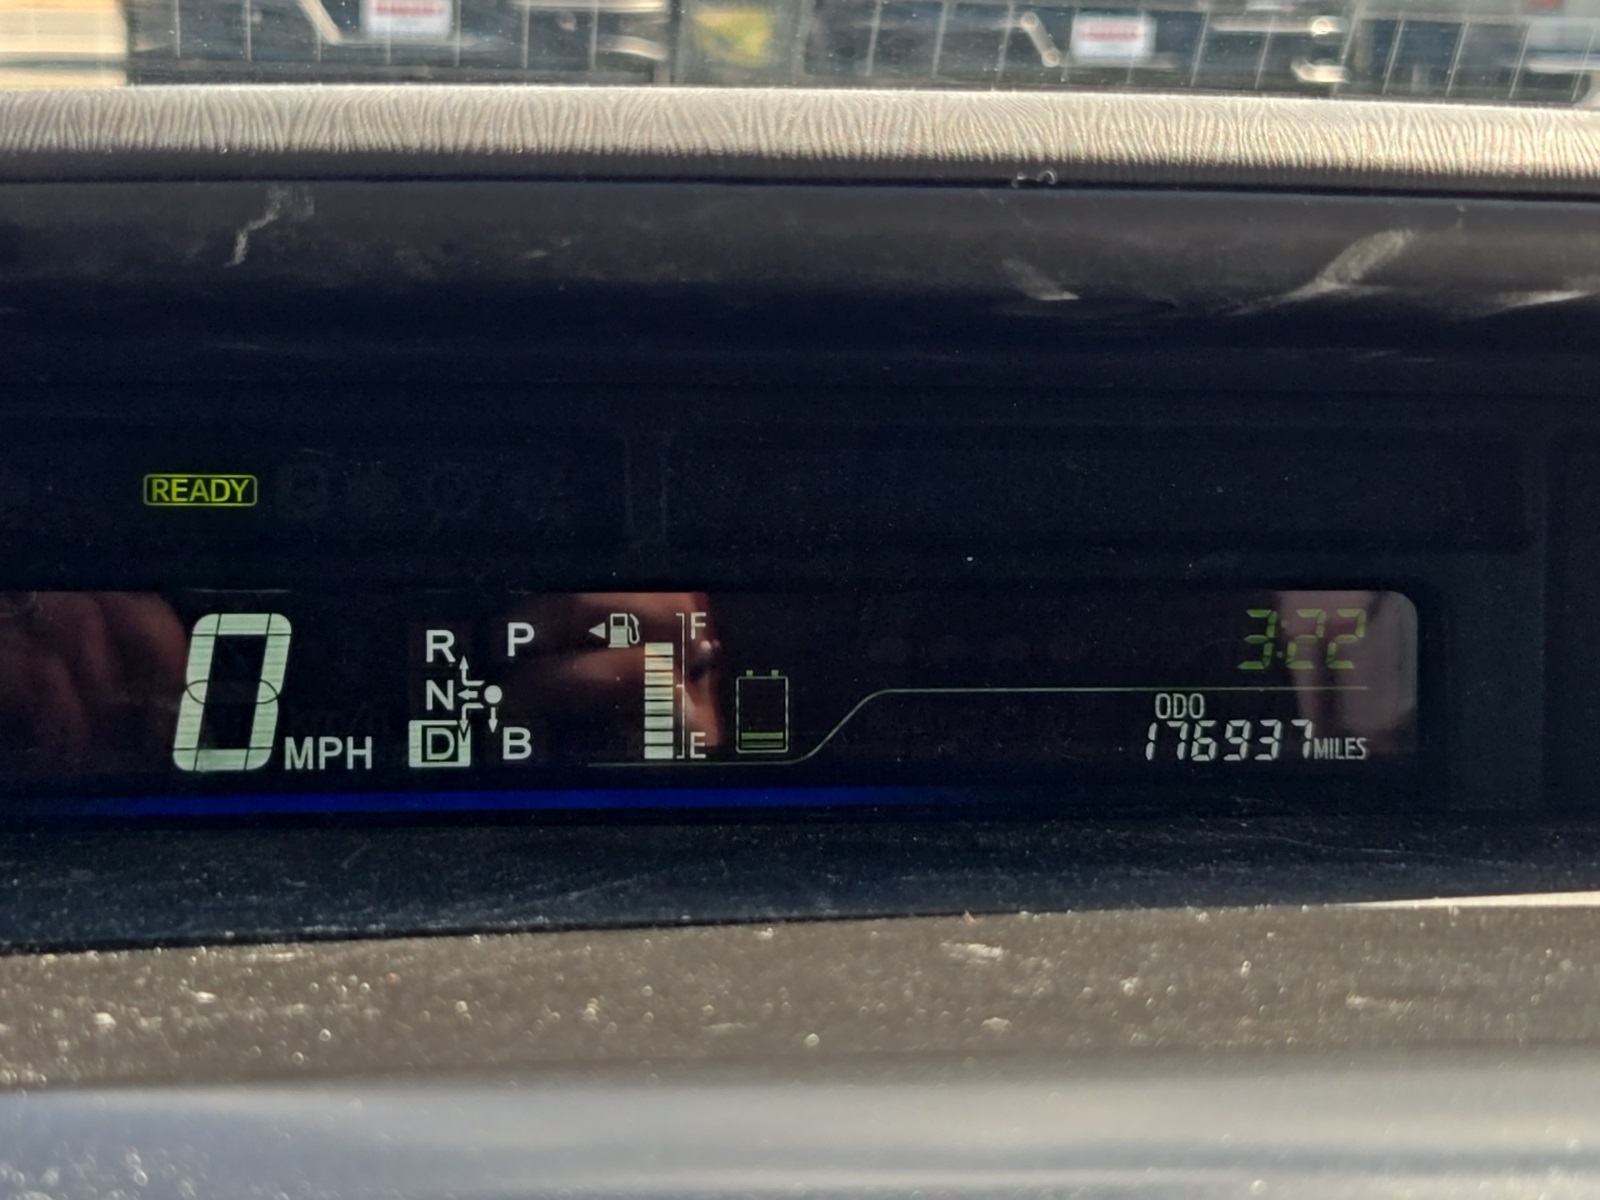 READY
0 MPH
R P
N
D B
F
E
3:22
ODO
176937 MILES